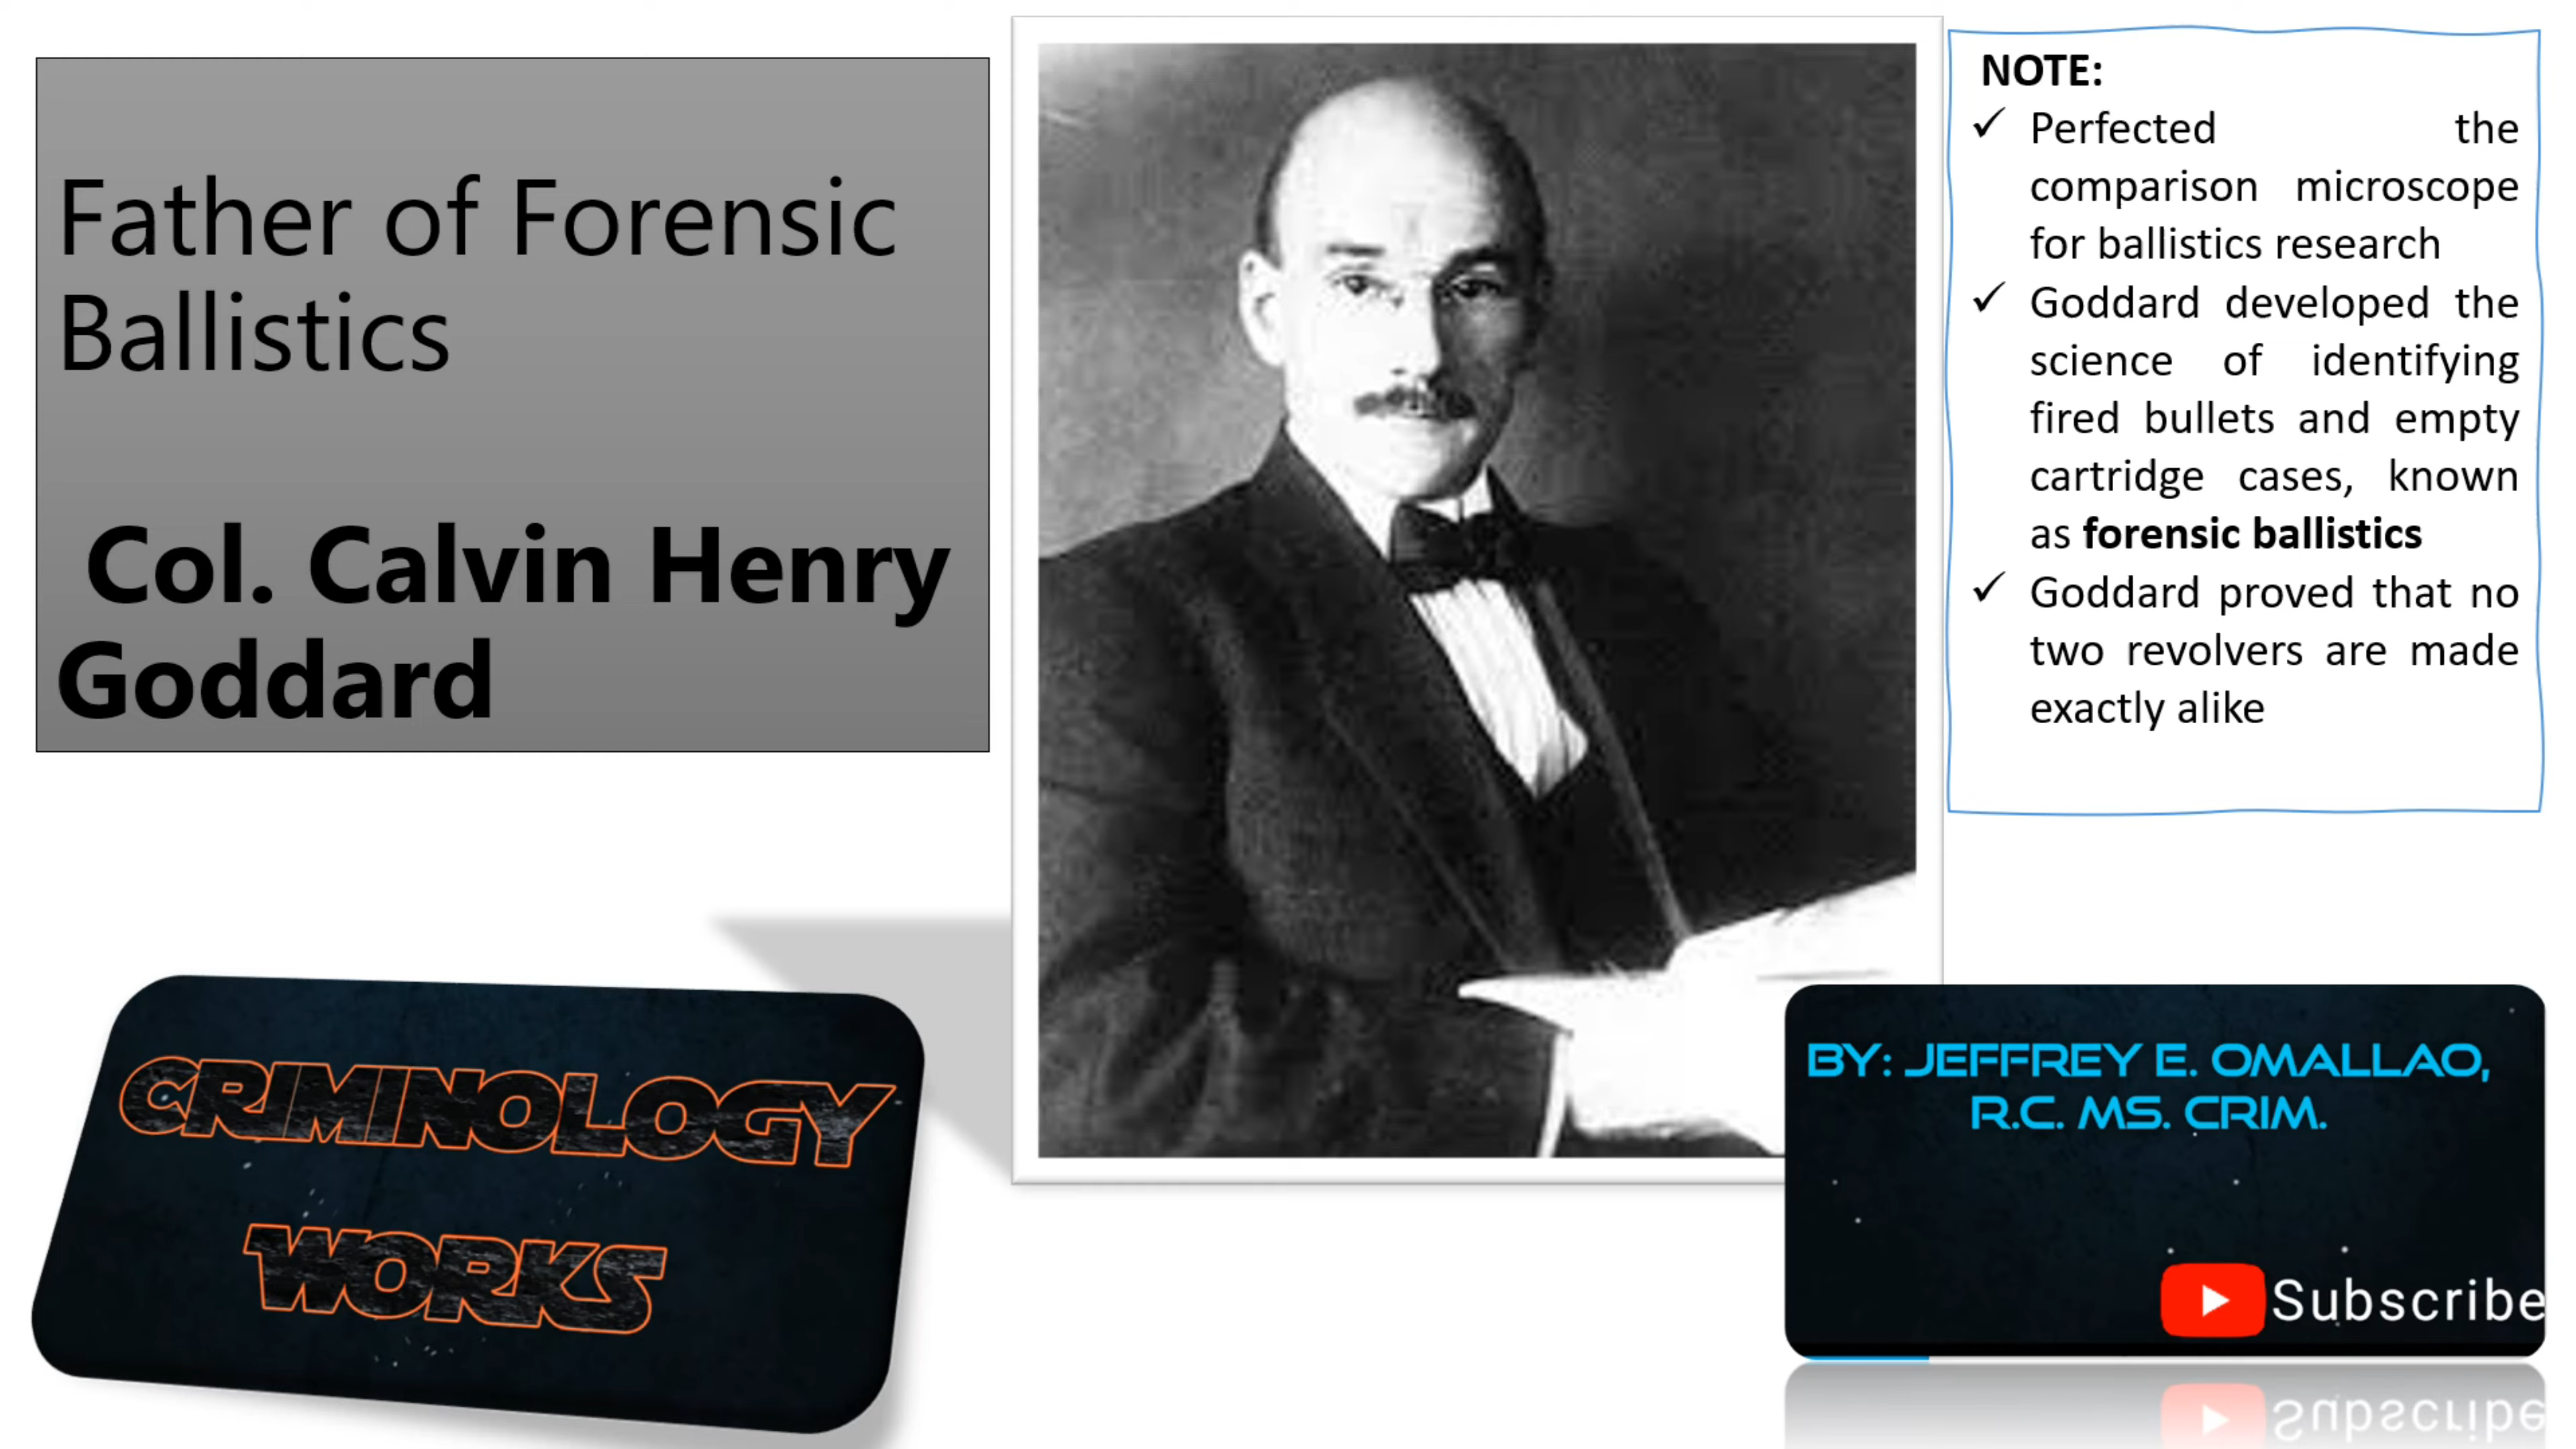 Father of Forensic
Ballistics
Col. Calvin Henry
Goddard
NOTE:
✓ Perfected the
comparison microscope
for ballistics research
✓ Goddard developed the
science of identifying
fired bullets and empty
cartridge cases, known
as forensic ballistics
✓ Goddard proved that no
two revolvers are made
exactly alike
CRIMINOLOGY
WORKS
BY: JEFFREY E. OMALLAO,
R.C. MS. CRIM.
Subscribe
Subscribe